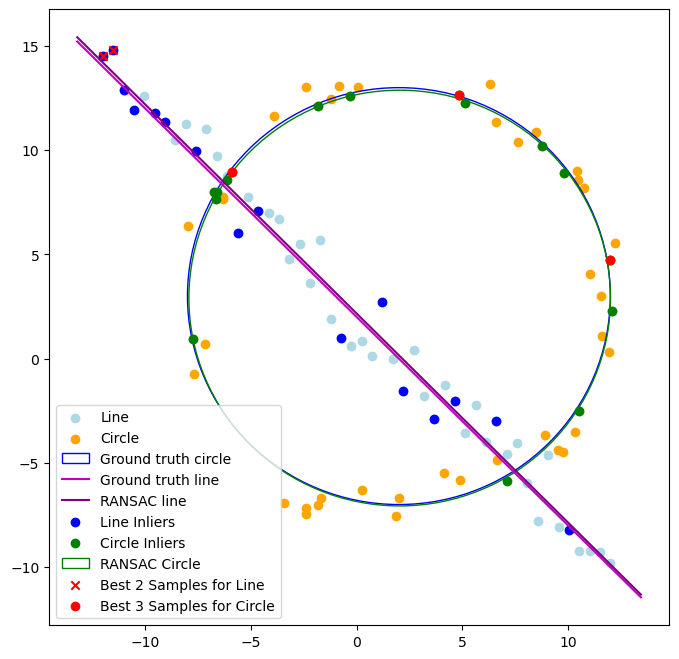 15
10
5
0
−5
−10
Line
Circle
Ground truth circle
Ground truth line
RANSAC line
Line Inliers
Circle Inliers
RANSAC Circle
Best 2 Samples for Line
Best 3 Samples for Circle
−10 −5 0 5 10